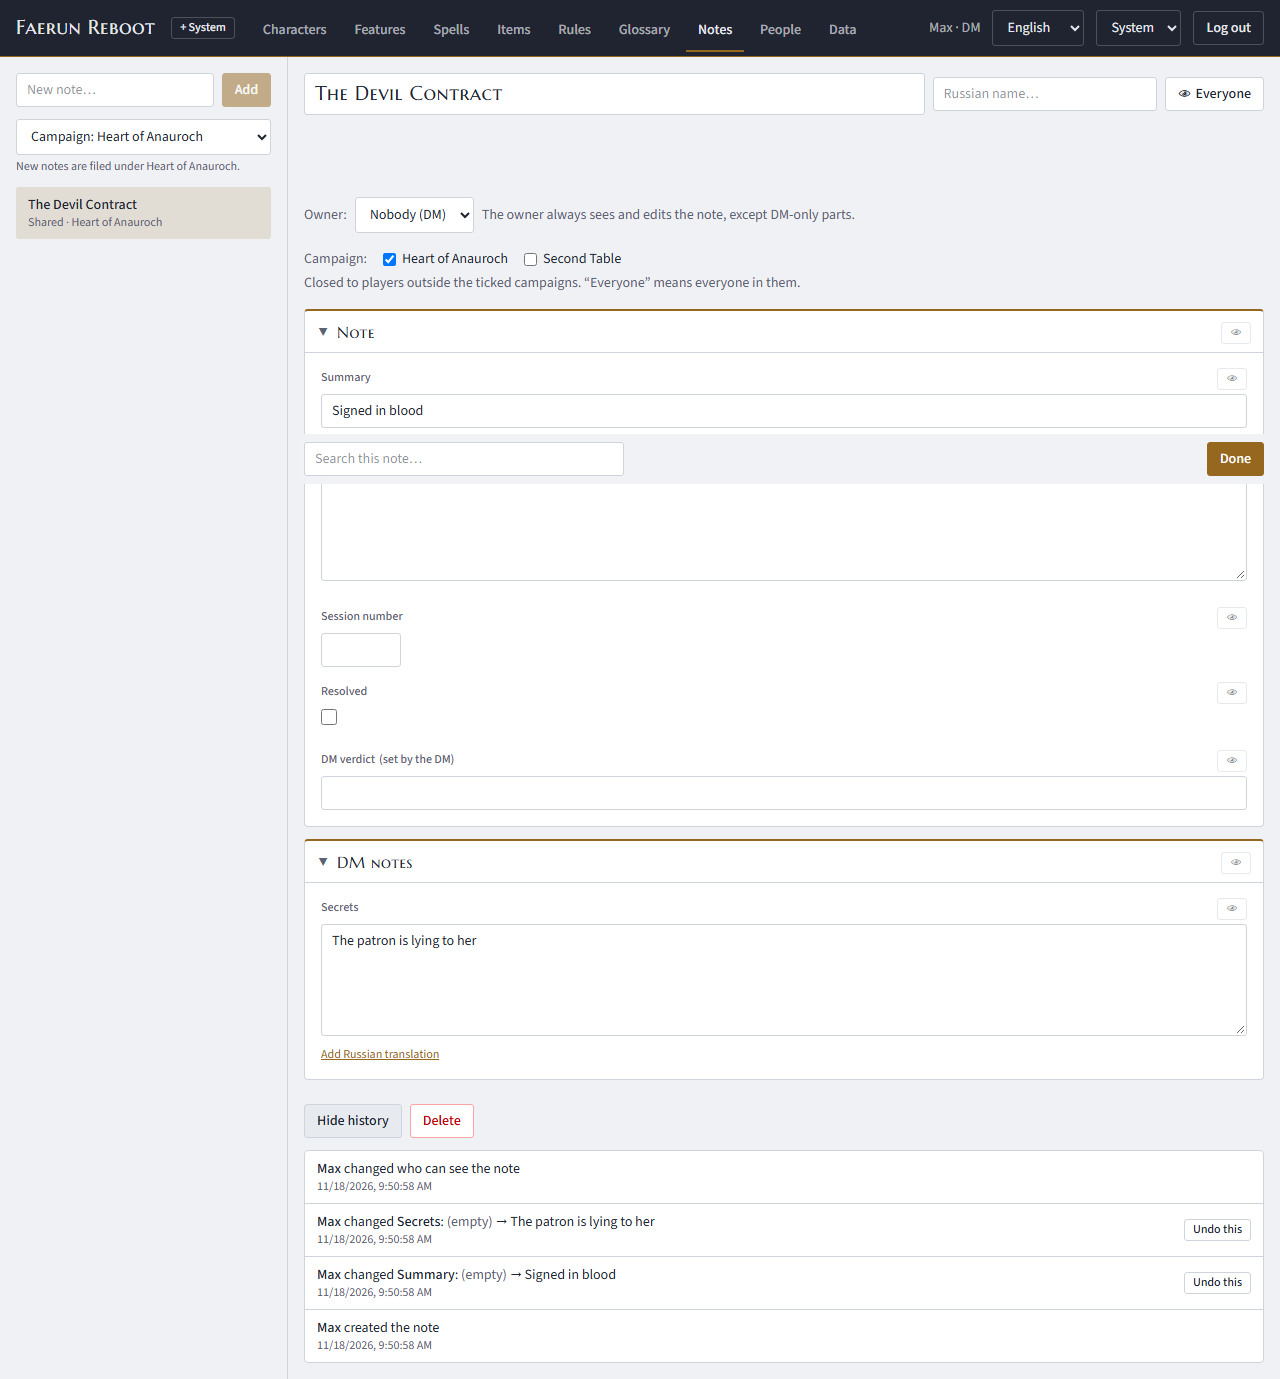 Faerun Reboot
+ System
Characters
Features
Spells
Items
Rules
Glossary
Notes
People
Data
Max · DM
English
System
Log out
New note…
Add
Campaign: Heart of Anauroch
New notes are filed under Heart of Anauroch.
The Devil Contract
Shared · Heart of Anauroch
The Devil Contract
Russian name…
Everyone
Owner:
Nobody (DM)
The owner always sees and edits the note, except DM-only parts.
Campaign:
Heart of Anauroch
Second Table
Closed to players outside the ticked campaigns. “Everyone” means everyone in them.
Note
Summary
Signed in blood
Search this note…
Done
Session number
Resolved
DM verdict (set by the DM)
DM notes
Secrets
The patron is lying to her
Add Russian translation
Hide history
Delete
Max changed who can see the note
11/18/2026, 9:50:58 AM
Max changed Secrets: (empty) → The patron is lying to her
11/18/2026, 9:50:58 AM
Undo this
Max changed Summary: (empty) → Signed in blood
11/18/2026, 9:50:58 AM
Undo this
Max created the note
11/18/2026, 9:50:58 AM